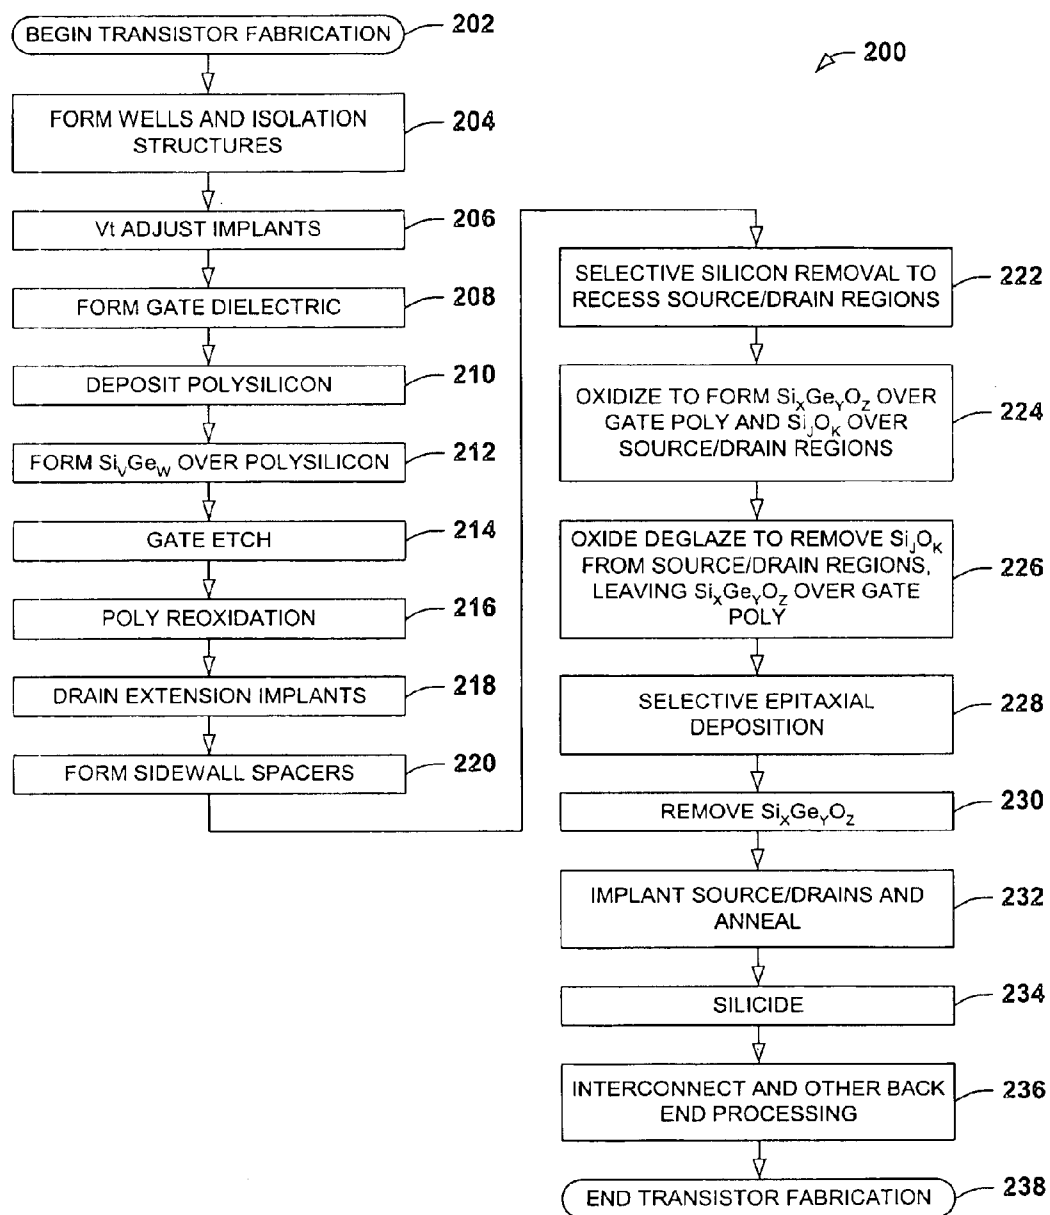 BEGIN TRANSISTOR FABRICATION 202
200
FORM WELLS AND ISOLATION
STRUCTURES
204
Vt ADJUST IMPLANTS 206
FORM GATE DIELECTRIC 208
DEPOSIT POLYSILICON 210
FORM SiVGeW OVER POLYSILICON 212
GATE ETCH 214
POLY REOXIDATION 216
DRAIN EXTENSION IMPLANTS 218
FORM SIDEWALL SPACERS 220
SELECTIVE SILICON REMOVAL TO
RECESS SOURCE/DRAIN REGIONS
222
OXIDIZE TO FORM SiXGeYOZ OVER
GATE POLY AND SiJOK OVER
SOURCE/DRAIN REGIONS
224
OXIDE DEGLAZE TO REMOVE SiJOK
FROM SOURCE/DRAIN REGIONS,
LEAVING SiXGeYOZ OVER GATE
POLY
226
SELECTIVE EPITAXIAL
DEPOSITION
228
REMOVE SiXGeYOZ 230
IMPLANT SOURCE/DRAINS AND
ANNEAL
232
SILICIDE 234
INTERCONNECT AND OTHER BACK
END PROCESSING
236
END TRANSISTOR FABRICATION 238